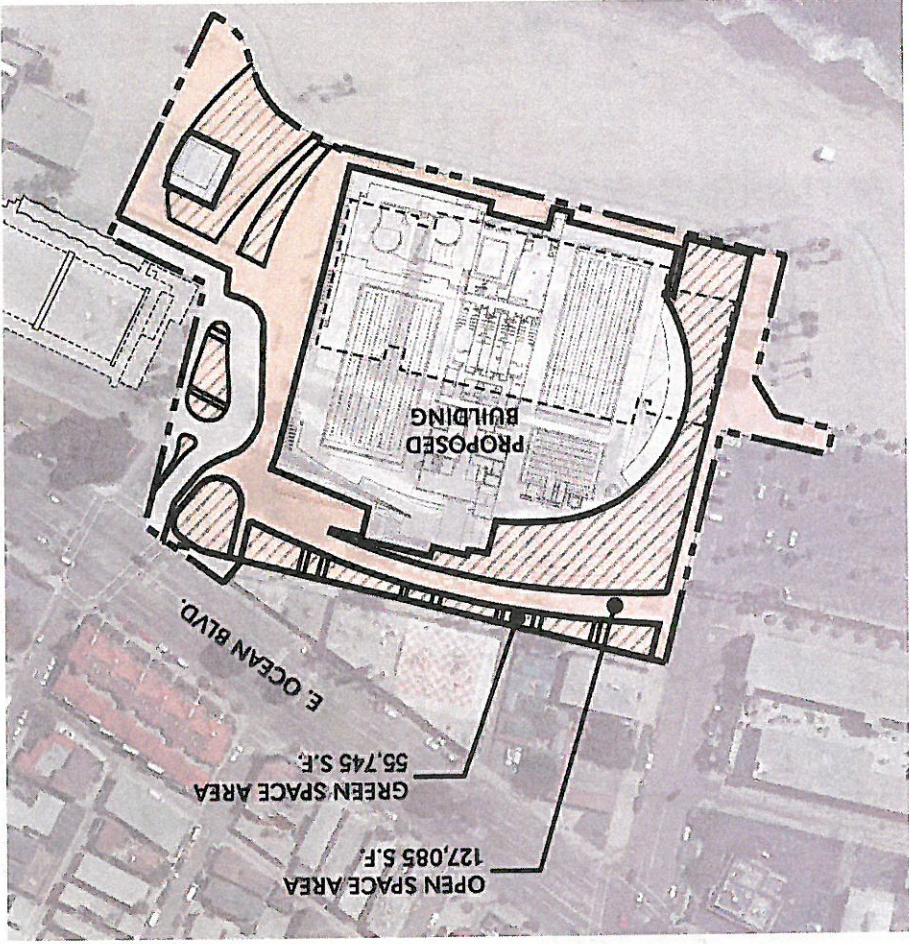 OPEN SPACE AREA
127,085 S.F.
GREEN SPACE AREA
55,745 S.F.
E. OCEAN BLVD.
PROPOSED
BUILDING